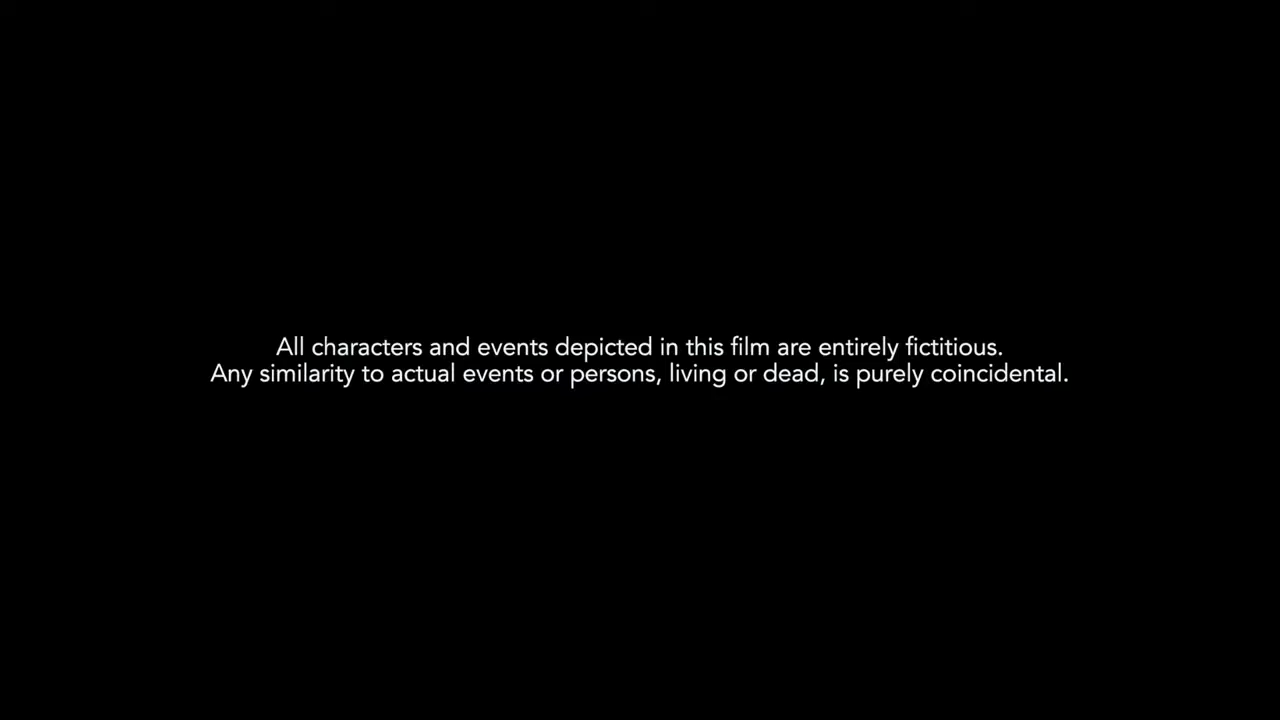 All characters and events depicted in this film are entirely fictitious.
Any similarity to actual events or persons, living or dead, is purely coincidental.